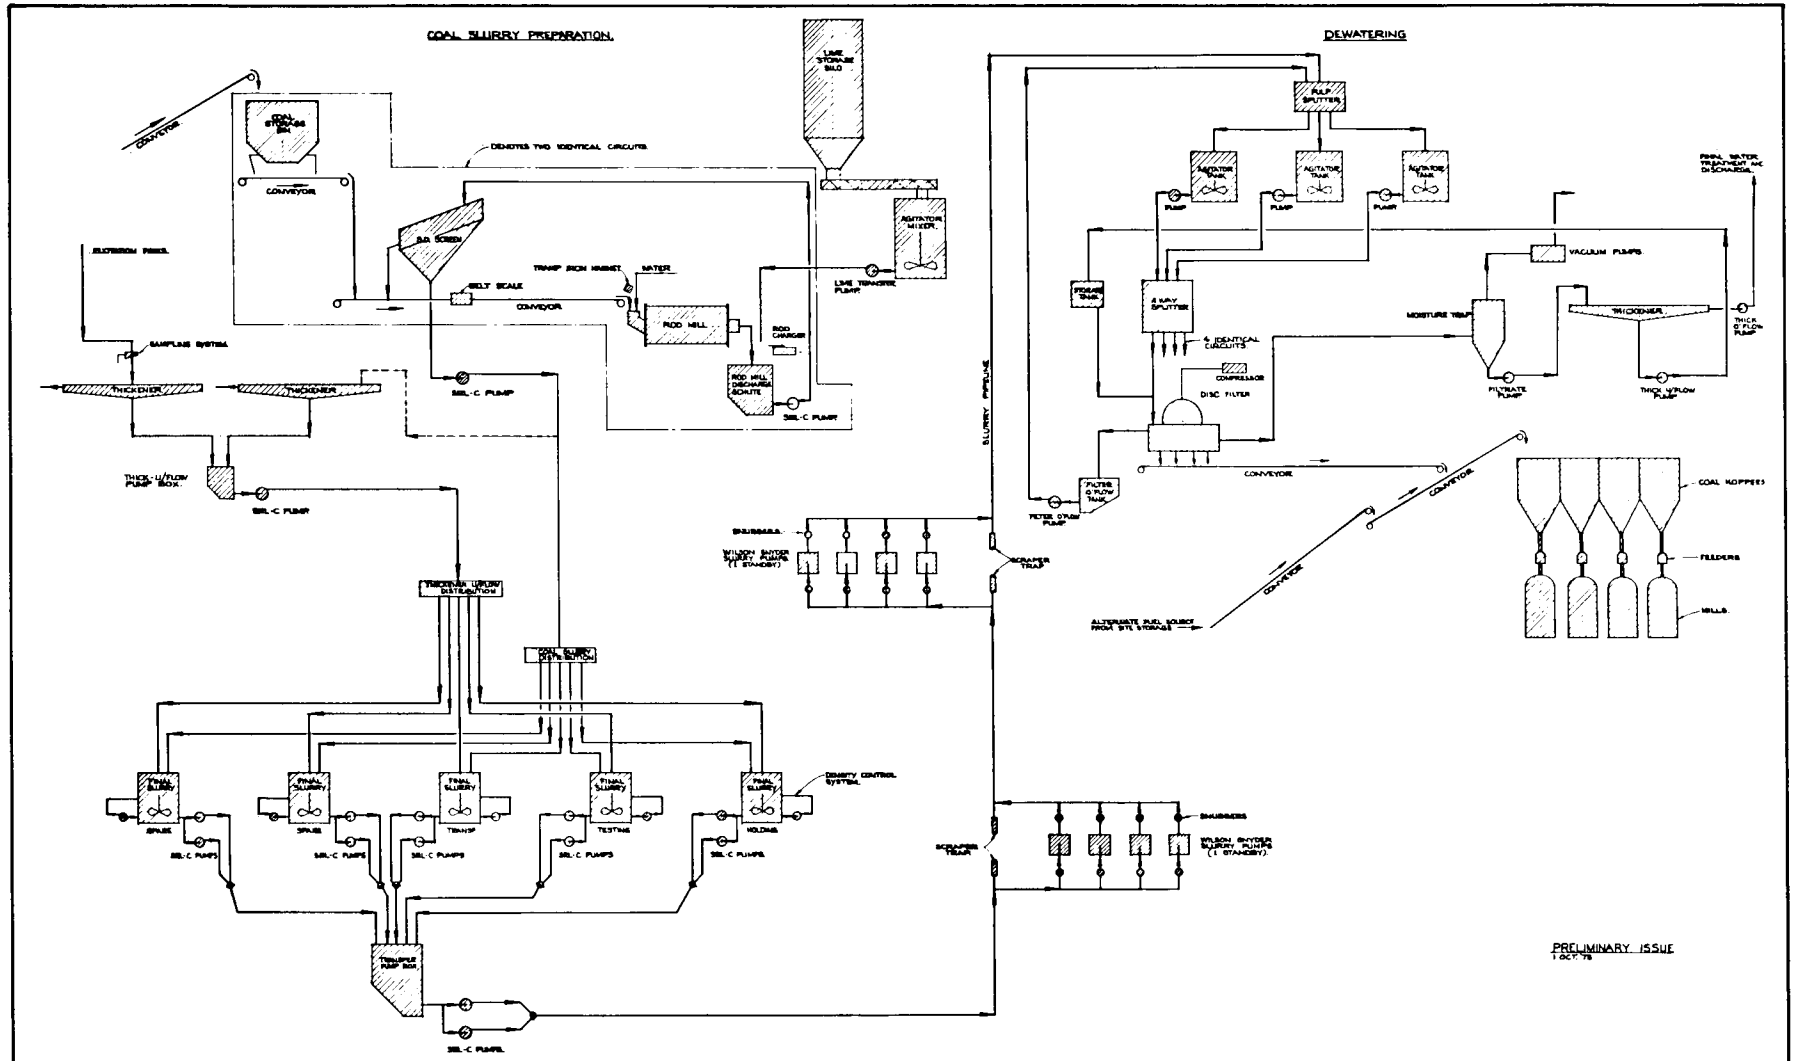 COAL SLURRY PREPARATION.
DEWATERING
LIME
STORAGE
SILO
PULP
SPLITTER
COAL
STORAGE
BIN
CONVEYOR
DENOTES TWO IDENTICAL CIRCUITS
CONVEYOR
AGITATOR
TANK
AGITATOR
TANK
AGITATOR
TANK
FINAL WATER
TREATMENT
DISCHARGE.
PUMP
PUMP
PUMP
AGITATOR
MIXER.
SCREEN
VACUUM PUMPS.
TRAMP IRON MAGNET
WATER
LIME TRANSFER
PUMP.
BELT SCALE
CONVEYOR
STORAGE
TANK
4 WAY
SPLITTER
MOISTURE TRAP
THICKENER.
THICK
O'FLOW
PUMP
ROD MILL
ROD
CHARGER
4 IDENTICAL
CIRCUITS
SAMPLING SYSTEM
THICKENER
THICKENER
SRL-C PUMP
ROD MILL
DISCHARGE
SRL-C PUMP
COMPRESSOR
DISC FILTER
FILTRATE
PUMP
THICK U/FLOW
PUMP
SLURRY PIPELINE
THICK-U/FLOW
PUMP BOX.
SRL-C PUMP
CONVEYOR
CONVEYOR
FILTER
O'FLOW
TANK
FILTER O'FLOW
PUMP
COAL HOPPERS
SNUBBERS.
WILSON SNYDER
SLURRY PUMPS
(1 STANDBY)
SCRAPER
TRAP
FEEDERS
CONVEYOR
THICKENER U/FLOW
DISTRIBUTION
MILLS.
ALTERNATE FUEL SOURCE
FROM SITE STORAGE
COAL SLURRY
DISTRIBUTION
FINAL
SLURRY
FINAL
SLURRY
FINAL
SLURRY
FINAL
SLURRY
FINAL
SLURRY
DENSITY CONTROL
SYSTEM.
SPARE
SPARE
TRANSF
TESTING
HOLDING
SRL-C PUMPS
SRL-C PUMPS
SRL-C PUMPS
SRL-C PUMPS
SRL-C PUMPS.
SCRAPER
TRAP
SNUBBERS
WILSON SNYDER
SLURRY PUMPS
(1 STANDBY).
TRANSFER
PUMP BOX
SRL-C PUMPS.
PRELIMINARY ISSUE